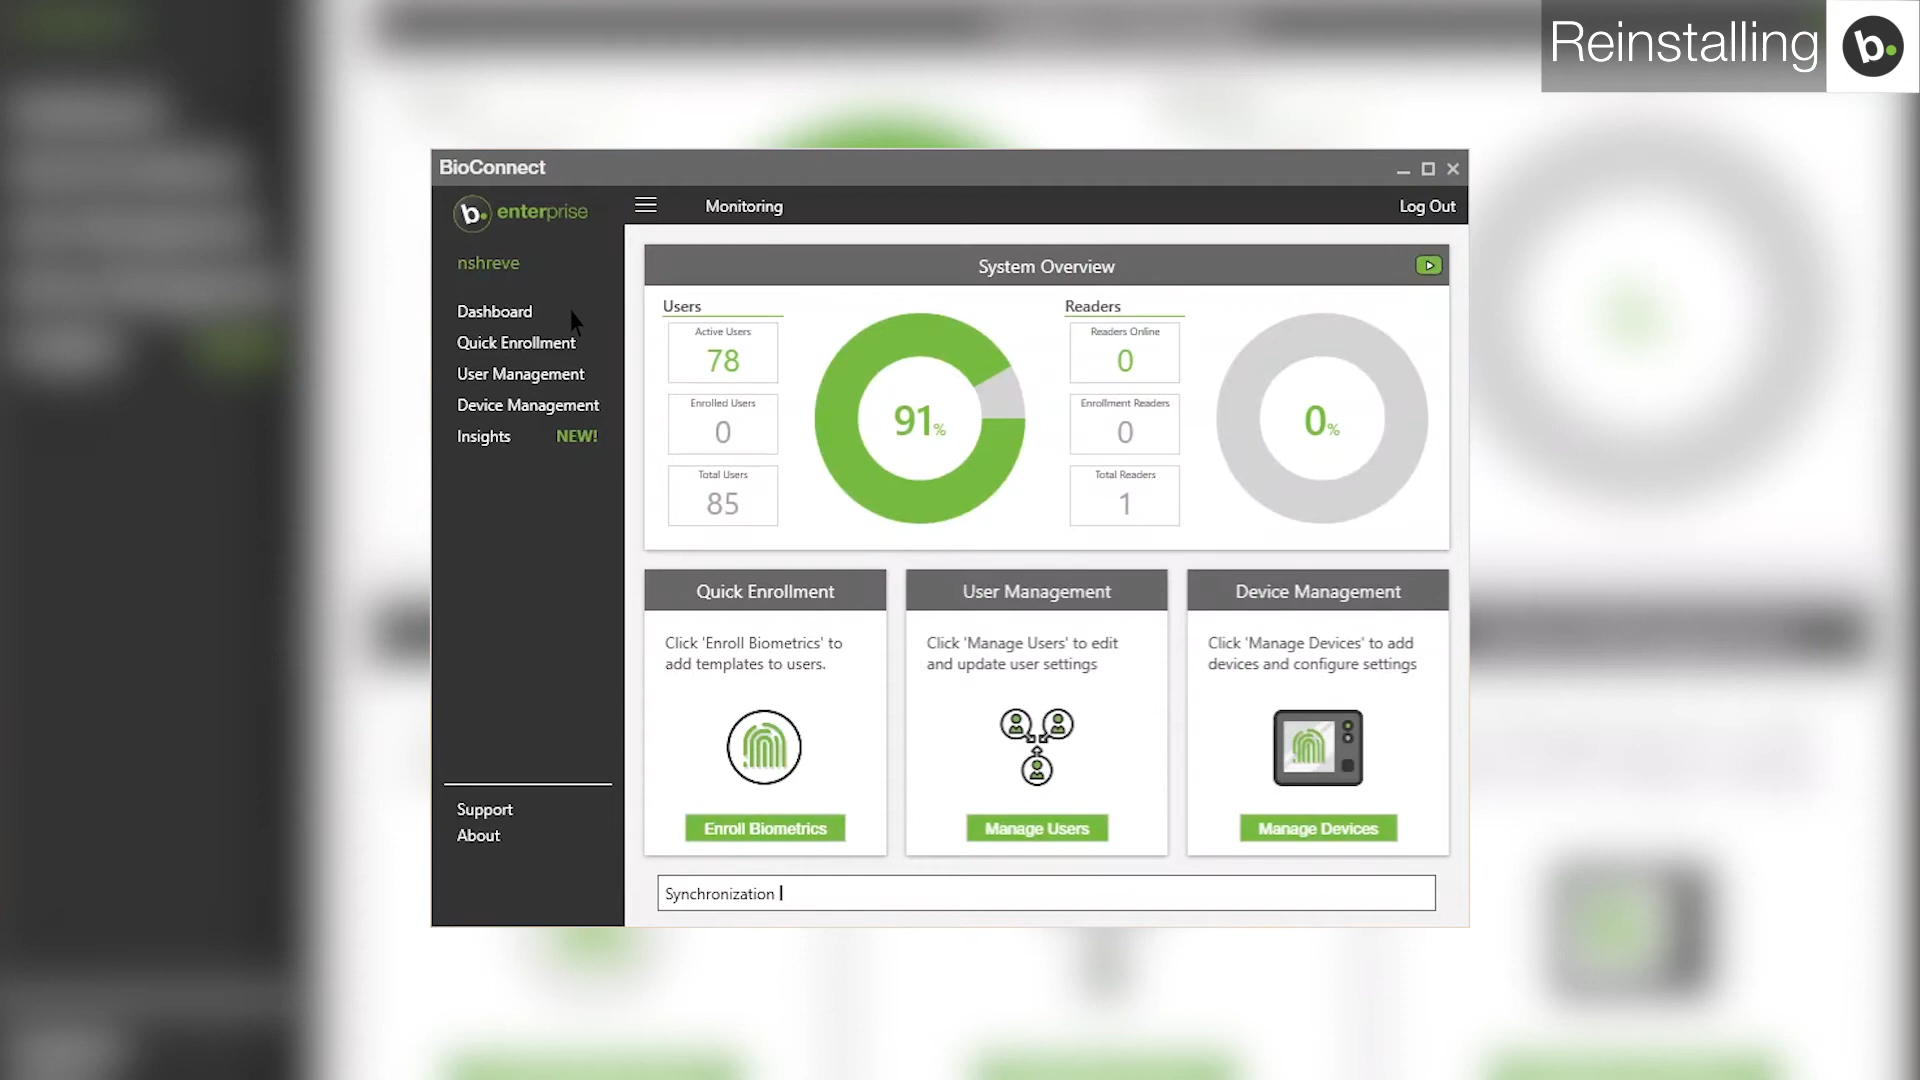 Reinstalling
b.
BioConnect
b. enterprise
Monitoring
Log Out
nshreve
Dashboard
Quick Enrollment
User Management
Device Management
Insights NEW!
Support
About
System Overview
Users
Active Users
78
Enrolled Users
0
Total Users
85
91%
Readers
Readers Online
0
Enrollment Readers
0
Total Readers
1
0%
Quick Enrollment
Click 'Enroll Biometrics' to
add templates to users.
Enroll Biometrics
User Management
Click 'Manage Users' to edit
and update user settings
Manage Users
Device Management
Click 'Manage Devices' to add
devices and configure settings
Manage Devices
Synchronization